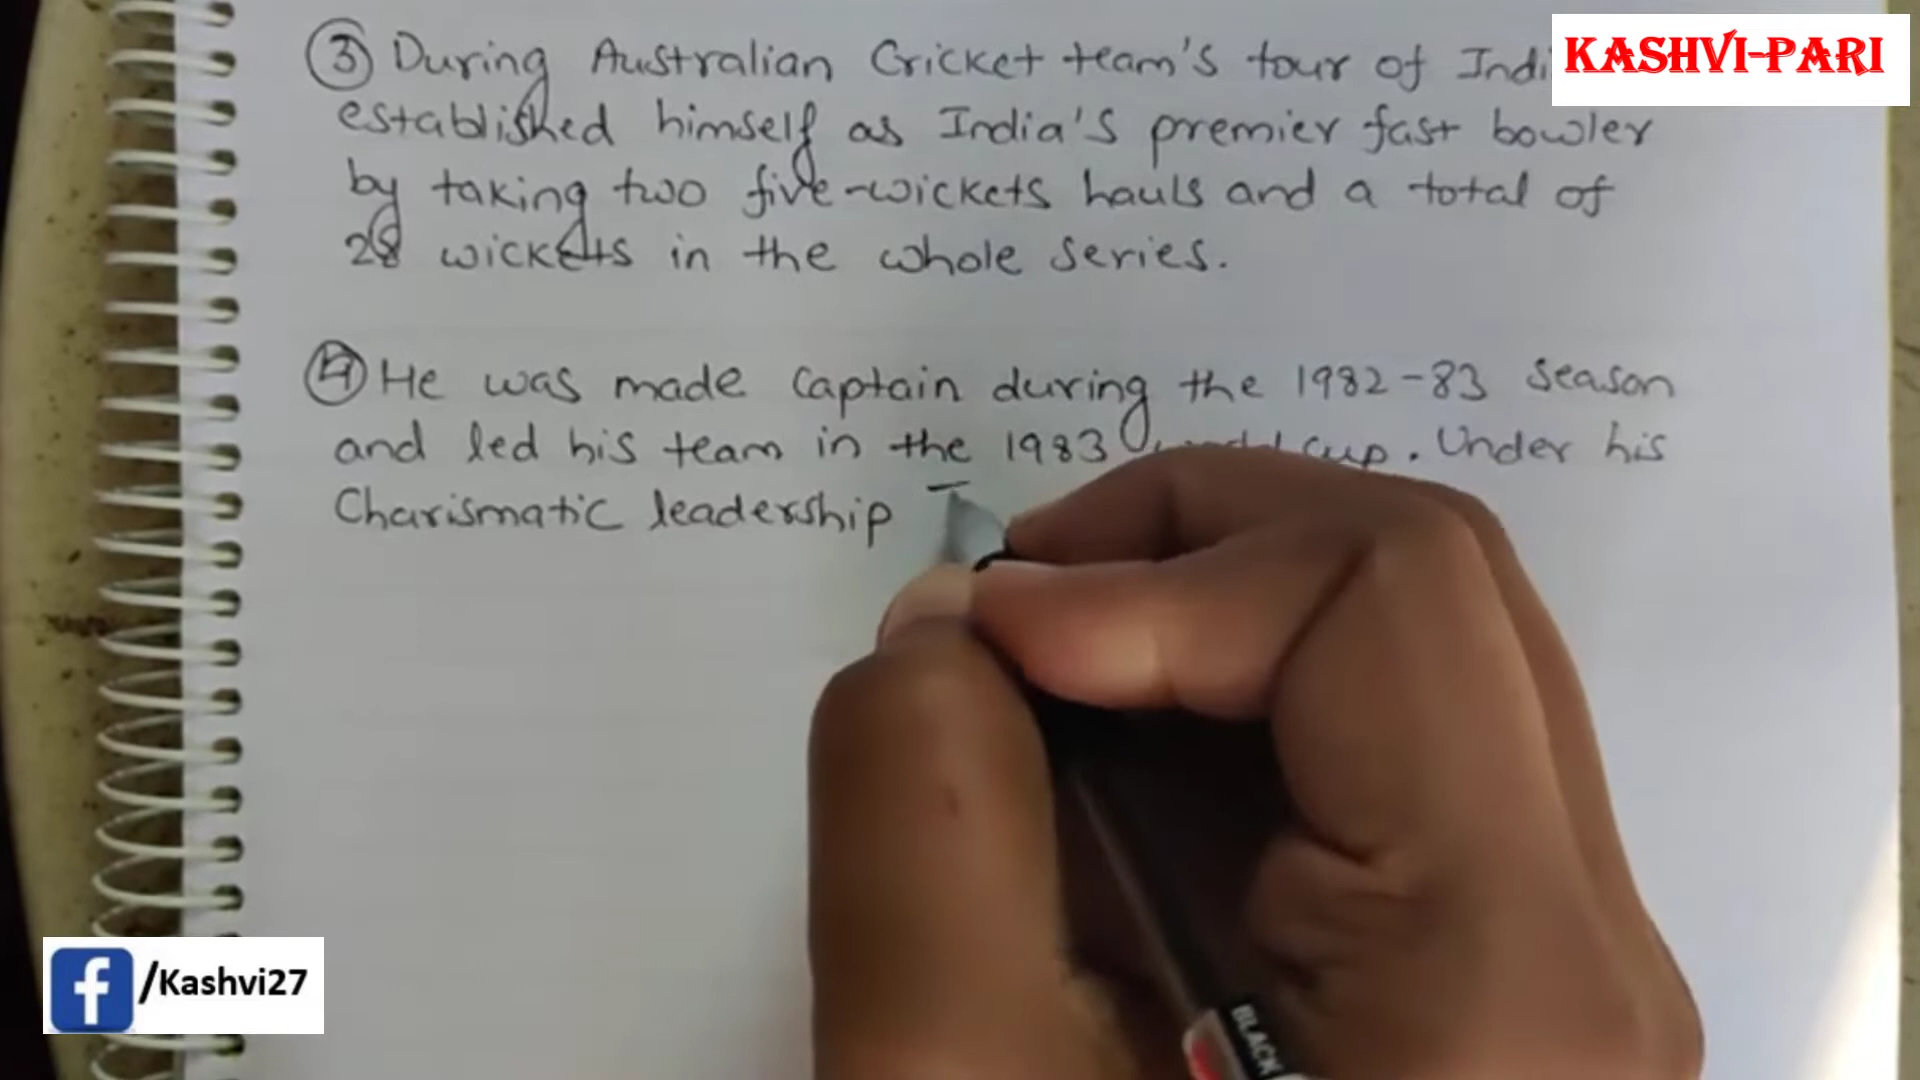 ③ During Australian Cricket team's tour of Indi
KASHVI-PARI
established himself as India's premier fast bowler
by taking two five-wickets hauls and a total of
28 wickets in the whole series.
④ He was made captain during the 1982-83 season
and led his team in the 1983 cup. Under his
Charismatic leadership
/Kashvi27
BLACK